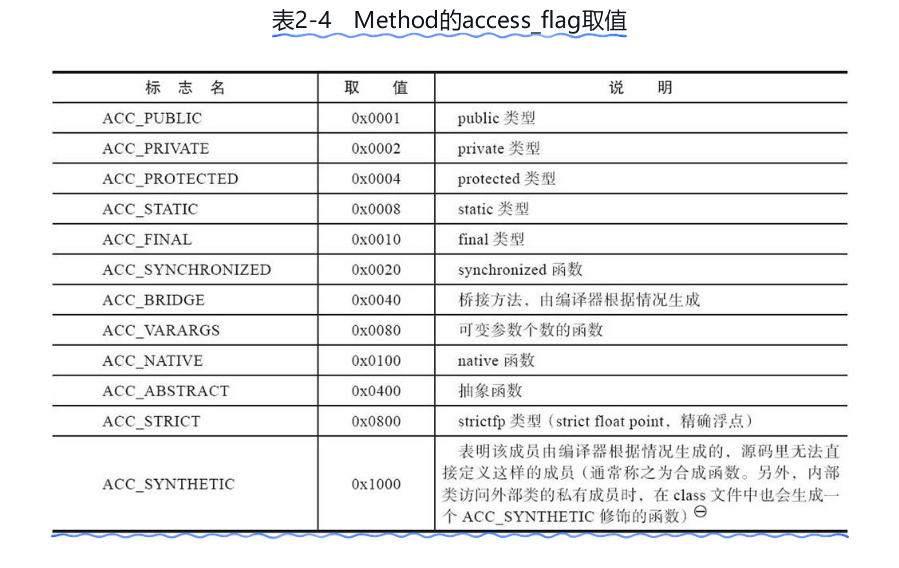 表2-4 Method的access_flag取值
标 志 名 取 值 说 明
ACC_PUBLIC 0x0001 public 类型
ACC_PRIVATE 0x0002 private 类型
ACC_PROTECTED 0x0004 protected 类型
ACC_STATIC 0x0008 static 类型
ACC_FINAL 0x0010 final 类型
ACC_SYNCHRONIZED 0x0020 synchronized 函数
ACC_BRIDGE 0x0040 桥接方法，由编译器根据情况生成
ACC_VARARGS 0x0080 可变参数个数的函数
ACC_NATIVE 0x0100 native 函数
ACC_ABSTRACT 0x0400 抽象函数
ACC_STRICT 0x0800 strictfp 类型（strict float point，精确浮点）
ACC_SYNTHETIC 0x1000 表明该成员由编译器根据情况生成的，源码里无法直
接定义这样的成员（通常称之为合成函数。另外，内部
类访问外部类的私有成员时，在 class 文件中也会生成一
个 ACC_SYNTHETIC 修饰的函数）㊀